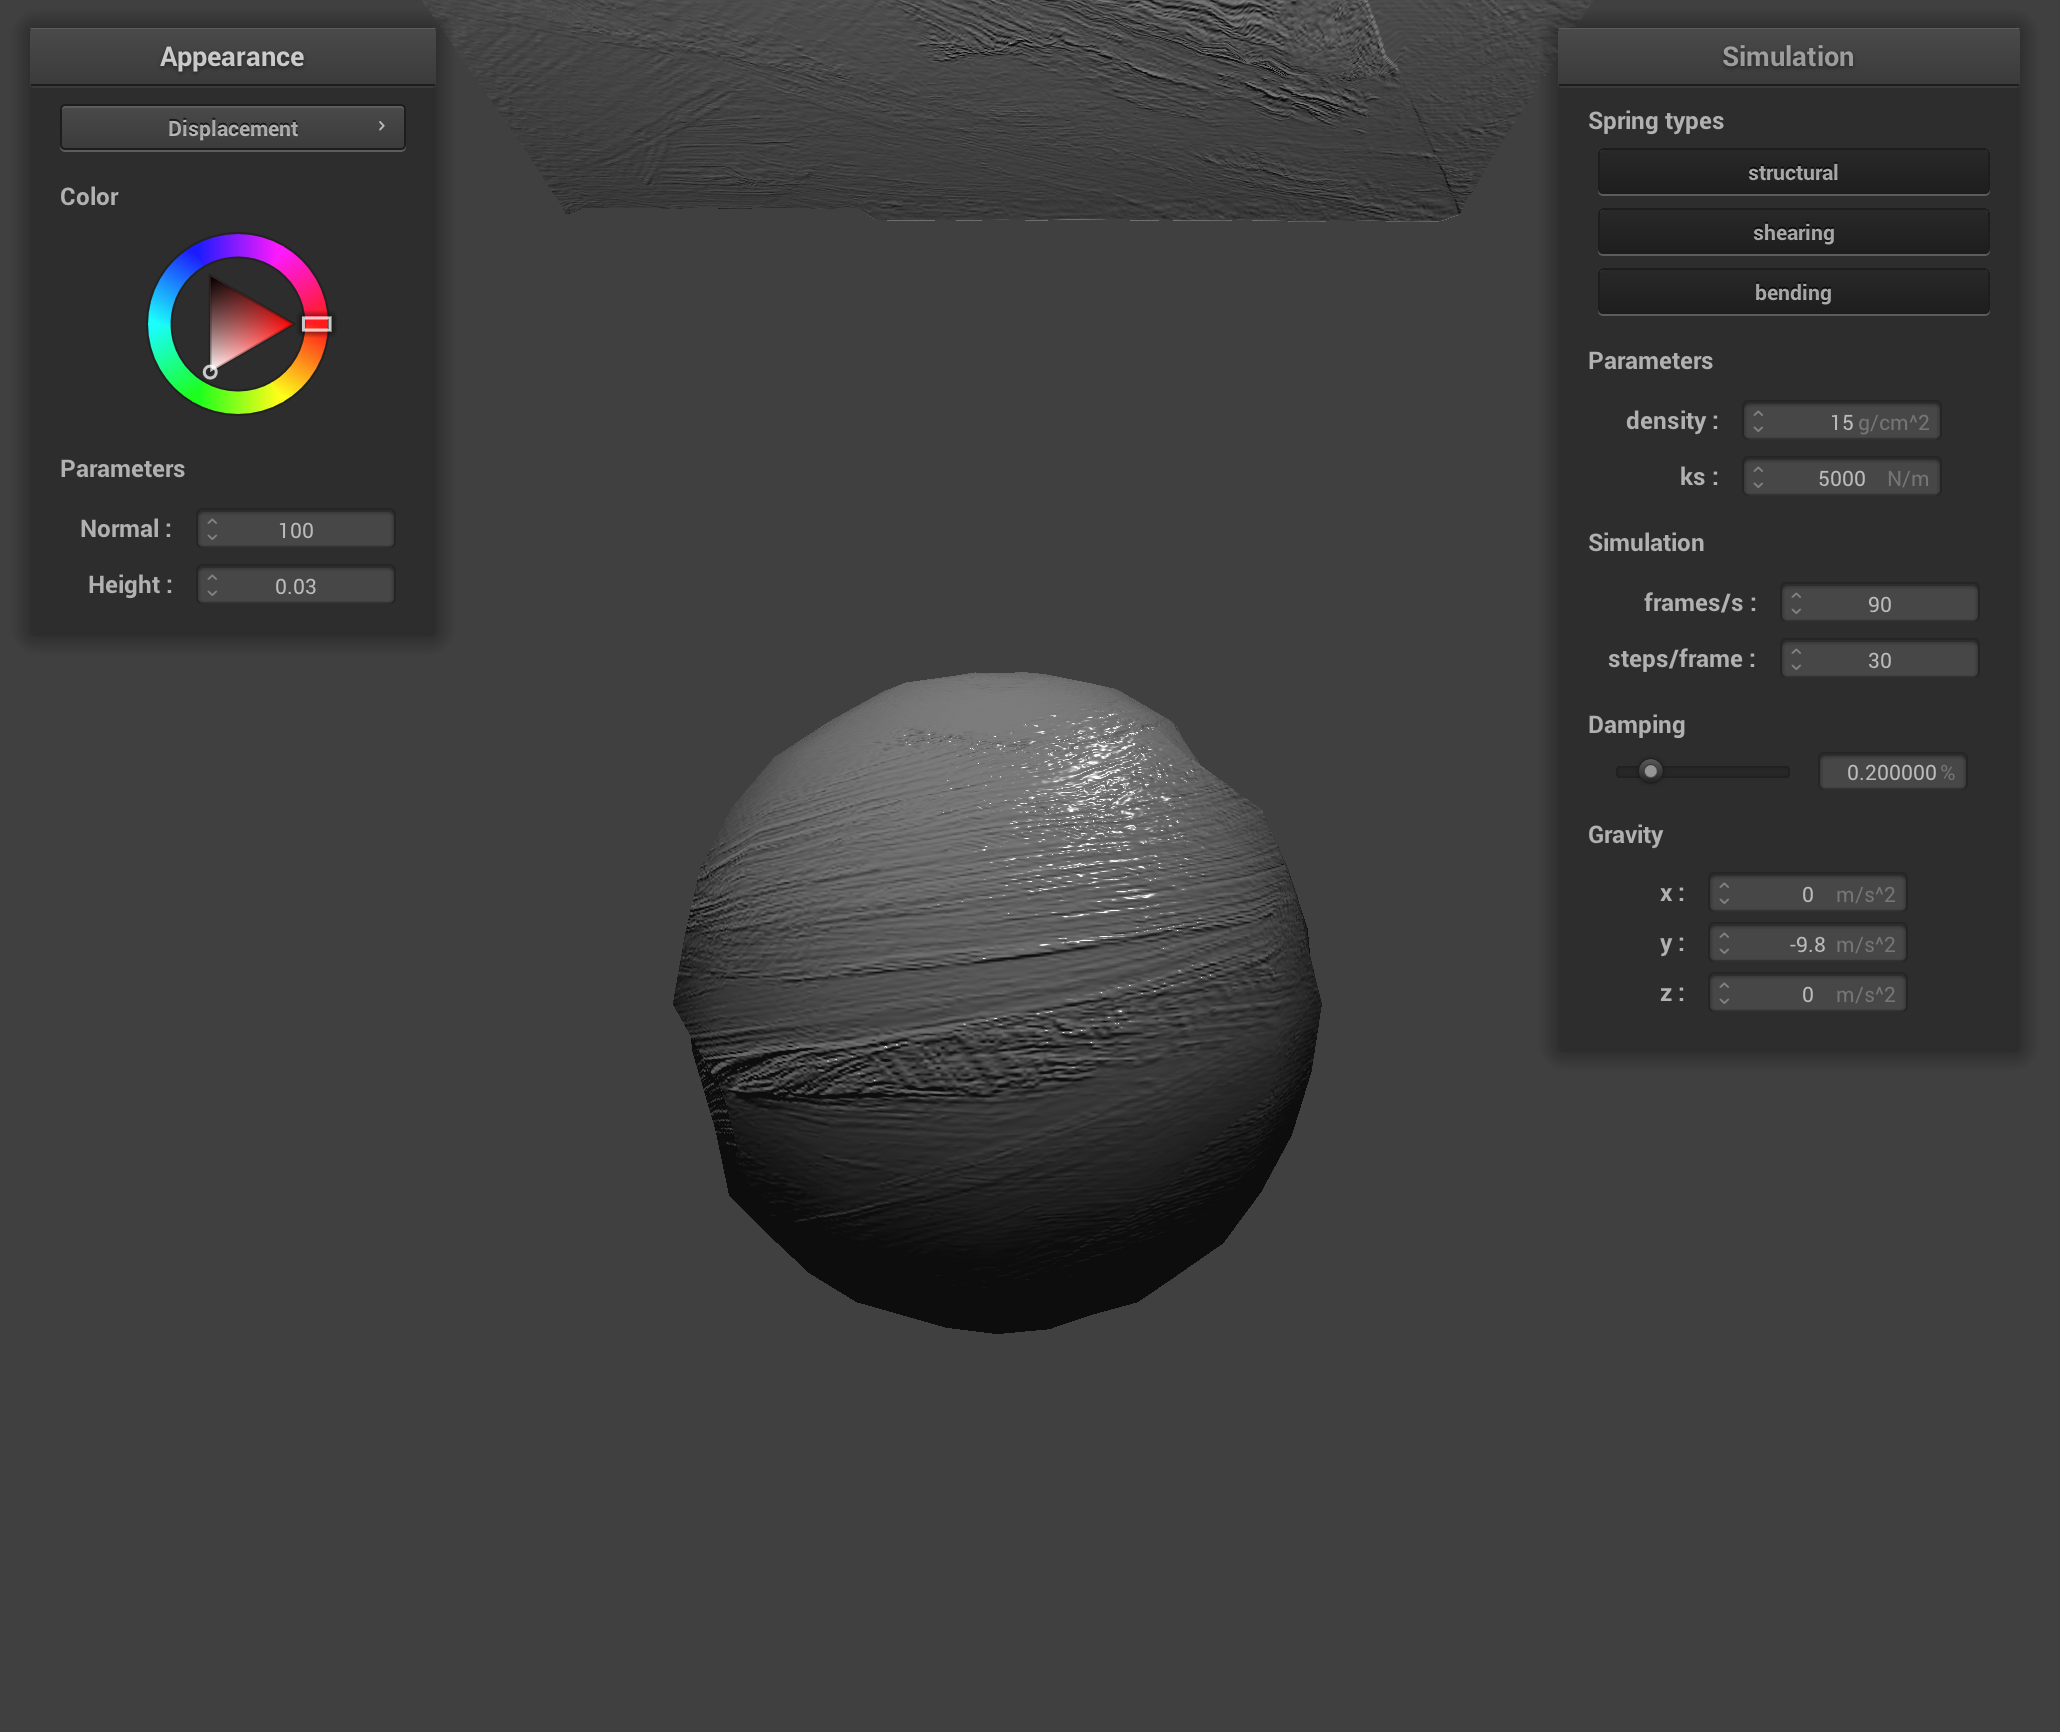 Appearance
Displacement
Color
Parameters
Normal : 100
Height : 0.03
Simulation
Spring types
structural
shearing
bending
Parameters
density : 15 g/cm^2
ks : 5000 N/m
Simulation
frames/s : 90
steps/frame : 30
Damping
0.200000 %
Gravity
x : 0 m/s^2
y : -9.8 m/s^2
z : 0 m/s^2